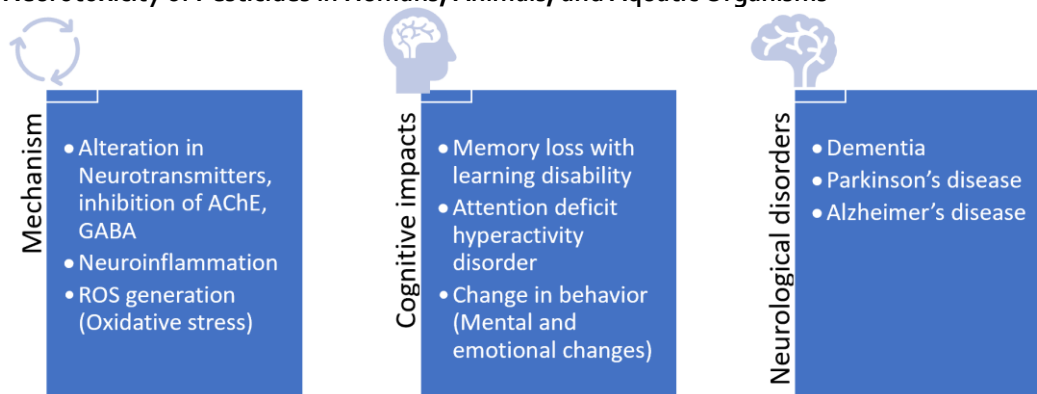 Neurotoxicity of Pesticides in Humans, Animals, and Aquatic Organisms
Mechanism
• Alteration in
Neurotransmitters,
inhibition of AChE,
GABA
• Neuroinflammation
• ROS generation
(Oxidative stress)
Cognitive impacts
• Memory loss with
learning disability
• Attention deficit
hyperactivity
disorder
• Change in behavior
(Mental and
emotional changes)
Neurological disorders
• Dementia
• Parkinson's disease
• Alzheimer's disease